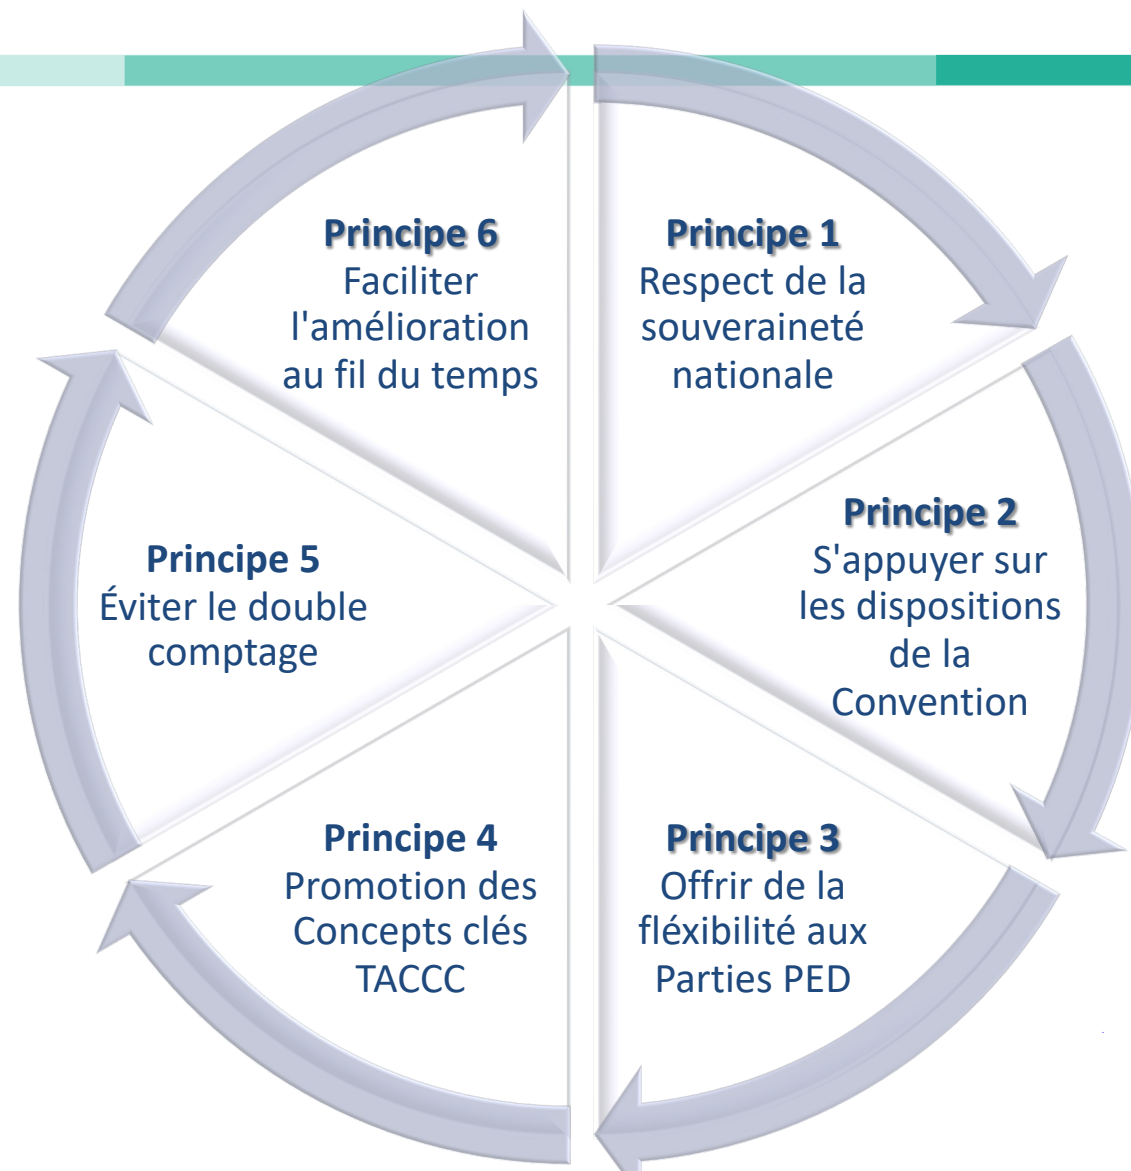 Principe 1
Respect de la
souveraineté
nationale
Principe 2
S'appuyer sur
les dispositions
de la
Convention
Principe 3
Offrir de la
fléxibilité aux
Parties PED
Principe 4
Promotion des
Concepts clés
TACCC
Principe 5
Éviter le double
comptage
Principe 6
Faciliter
l'amélioration
au fil du temps